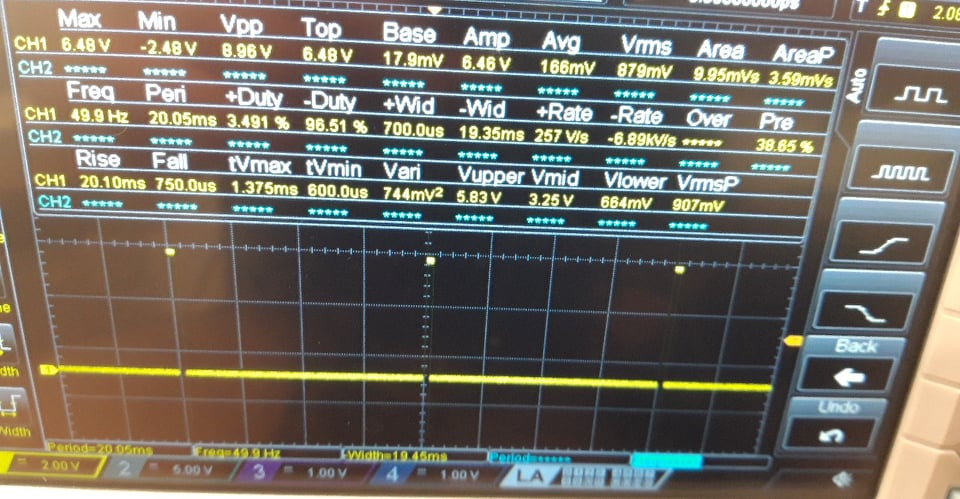 T 2.08
Max Min Vpp Top Base Amp Avg Vrms Area AreaP
CH1 6.48 V -2.48 V 8.96 V 6.48 V 17.9mV 6.46 V 166mV 879mV 9.95mVs 3.59mVs
CH2 ***** ***** ***** ***** ***** ***** ***** ***** ***** *****
Freq Peri +Duty -Duty +Wid -Wid +Rate -Rate Over Pre
CH1 49.9 Hz 20.05ms 3.491 % 96.51 % 700.0us 19.35ms 257 V/s -6.89kV/s ***** 38.65 %
CH2 ***** ***** ***** ***** ***** ***** ***** ***** ***** *****
Rise Fall tVmax tVmin Vari Vupper Vmid Vlower VrmsP
CH1 20.10ms 750.0us 1.375ms 600.0us 744mV² 5.83 V 3.25 V 664mV 907mV
CH2 ***** ***** ***** ***** ***** ***** ***** ***** *****
Auto
1
Back
Undo
Width
Period=20.05ms Freq=49.9 Hz -Width=19.45ms Period=*****
= 2.00 V 2 = 5.00 V 3 = 1.00 V 4 = 1.00 V LA